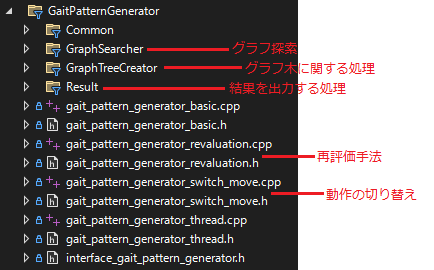 GaitPatternGenerator
Common
GraphSearcher グラフ探索
GraphTreeCreator グラフ木に関する処理
Result 結果を出力する処理
gait_pattern_generator_basic.cpp
gait_pattern_generator_basic.h
gait_pattern_generator_revaluation.cpp
gait_pattern_generator_revaluation.h 再評価手法
gait_pattern_generator_switch_move.cpp
gait_pattern_generator_switch_move.h 動作の切り替え
gait_pattern_generator_thread.cpp
gait_pattern_generator_thread.h
interface_gait_pattern_generator.h